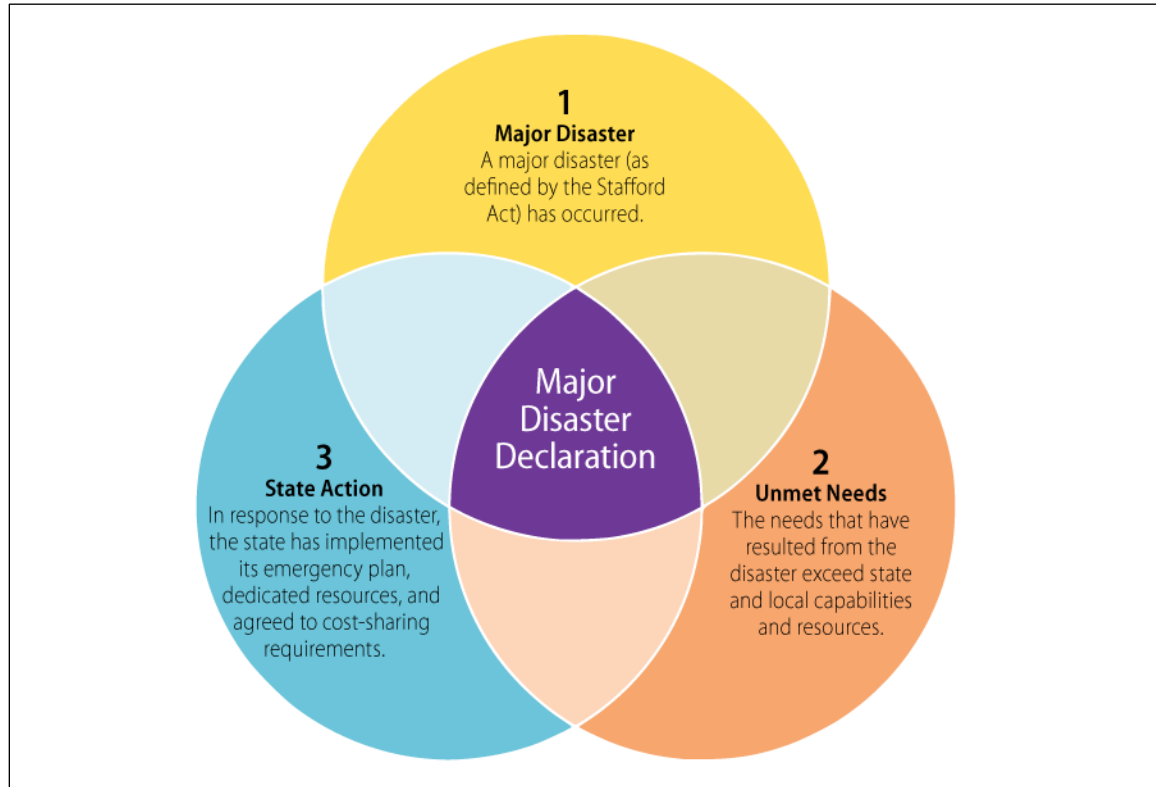 1
Major Disaster
A major disaster (as
defined by the Stafford
Act) has occurred.
Major
Disaster
Declaration
3
State Action
In response to the disaster,
the state has implemented
its emergency plan,
dedicated resources, and
agreed to cost-sharing
requirements.
2
Unmet Needs
The needs that have
resulted from the
disaster exceed state
and local capabilities
and resources.